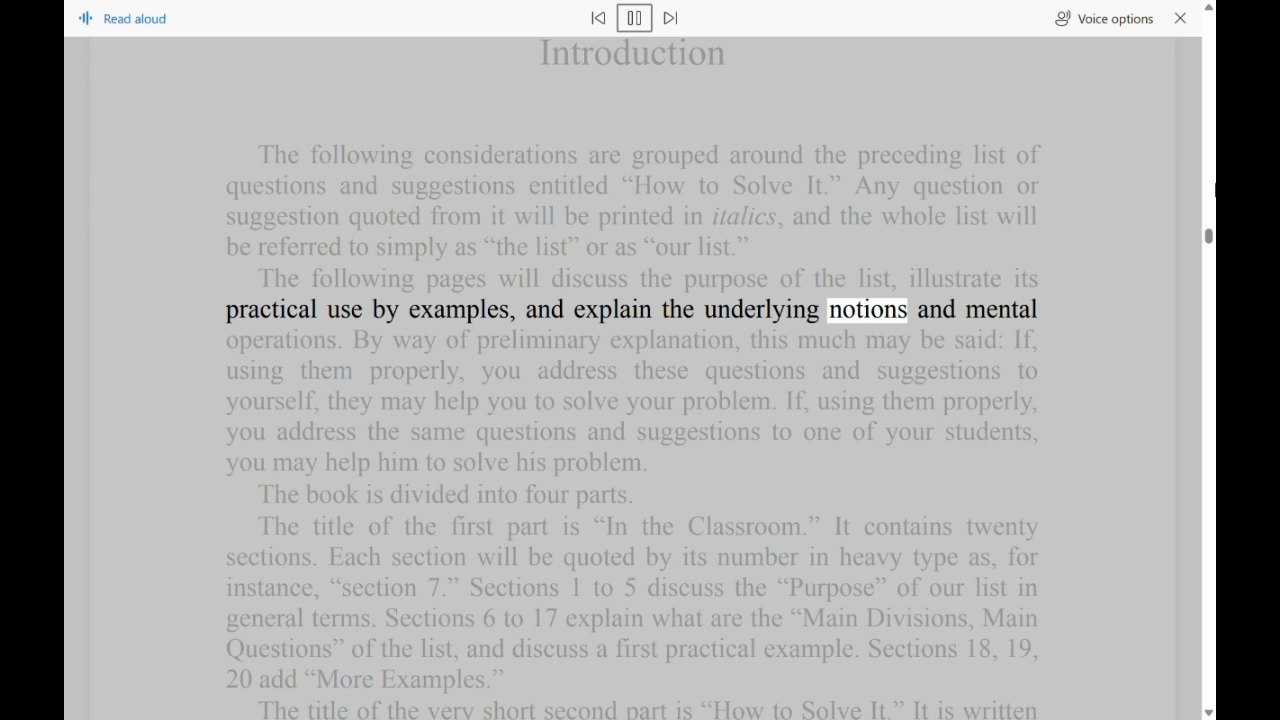 Read aloud
Voice options
Introduction
The following considerations are grouped around the preceding list of
questions and suggestions entitled “How to Solve It.” Any question or
suggestion quoted from it will be printed in italics, and the whole list will
be referred to simply as “the list” or as “our list.”
The following pages will discuss the purpose of the list, illustrate its
practical use by examples, and explain the underlying notions and mental
operations. By way of preliminary explanation, this much may be said: If,
using them properly, you address these questions and suggestions to
yourself, they may help you to solve your problem. If, using them properly,
you address the same questions and suggestions to one of your students,
you may help him to solve his problem.
The book is divided into four parts.
The title of the first part is “In the Classroom.” It contains twenty
sections. Each section will be quoted by its number in heavy type as, for
instance, “section 7.” Sections 1 to 5 discuss the “Purpose” of our list in
general terms. Sections 6 to 17 explain what are the “Main Divisions, Main
Questions” of the list, and discuss a first practical example. Sections 18, 19,
20 add “More Examples.”
The title of the very short second part is “How to Solve It.” It is written